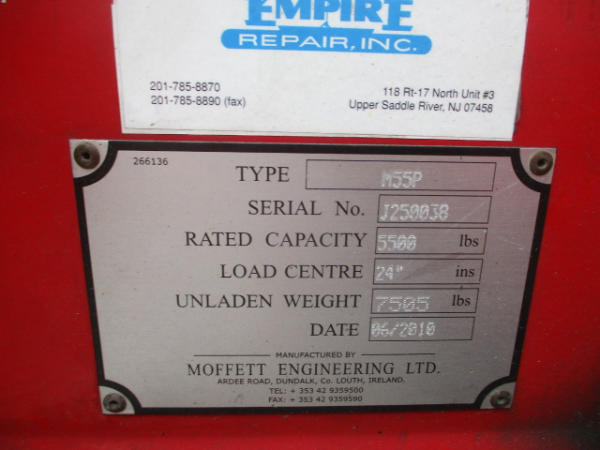 EMPIRE
REPAIR, INC.
201-785-8870
201-785-8890 (fax)
118 Rt-17 North Unit #3
Upper Saddle River, NJ 07458
266136
TYPE M55P
SERIAL No. J250038
RATED CAPACITY 5500 lbs
LOAD CENTRE 24" ins
UNLADEN WEIGHT 7505 lbs
DATE 06/2010
MANUFACTURED BY
MOFFETT ENGINEERING LTD.
ARDEE ROAD, DUNDALK, Co. LOUTH, IRELAND.
TEL: + 353 42 9359500
FAX: + 353 42 9359590